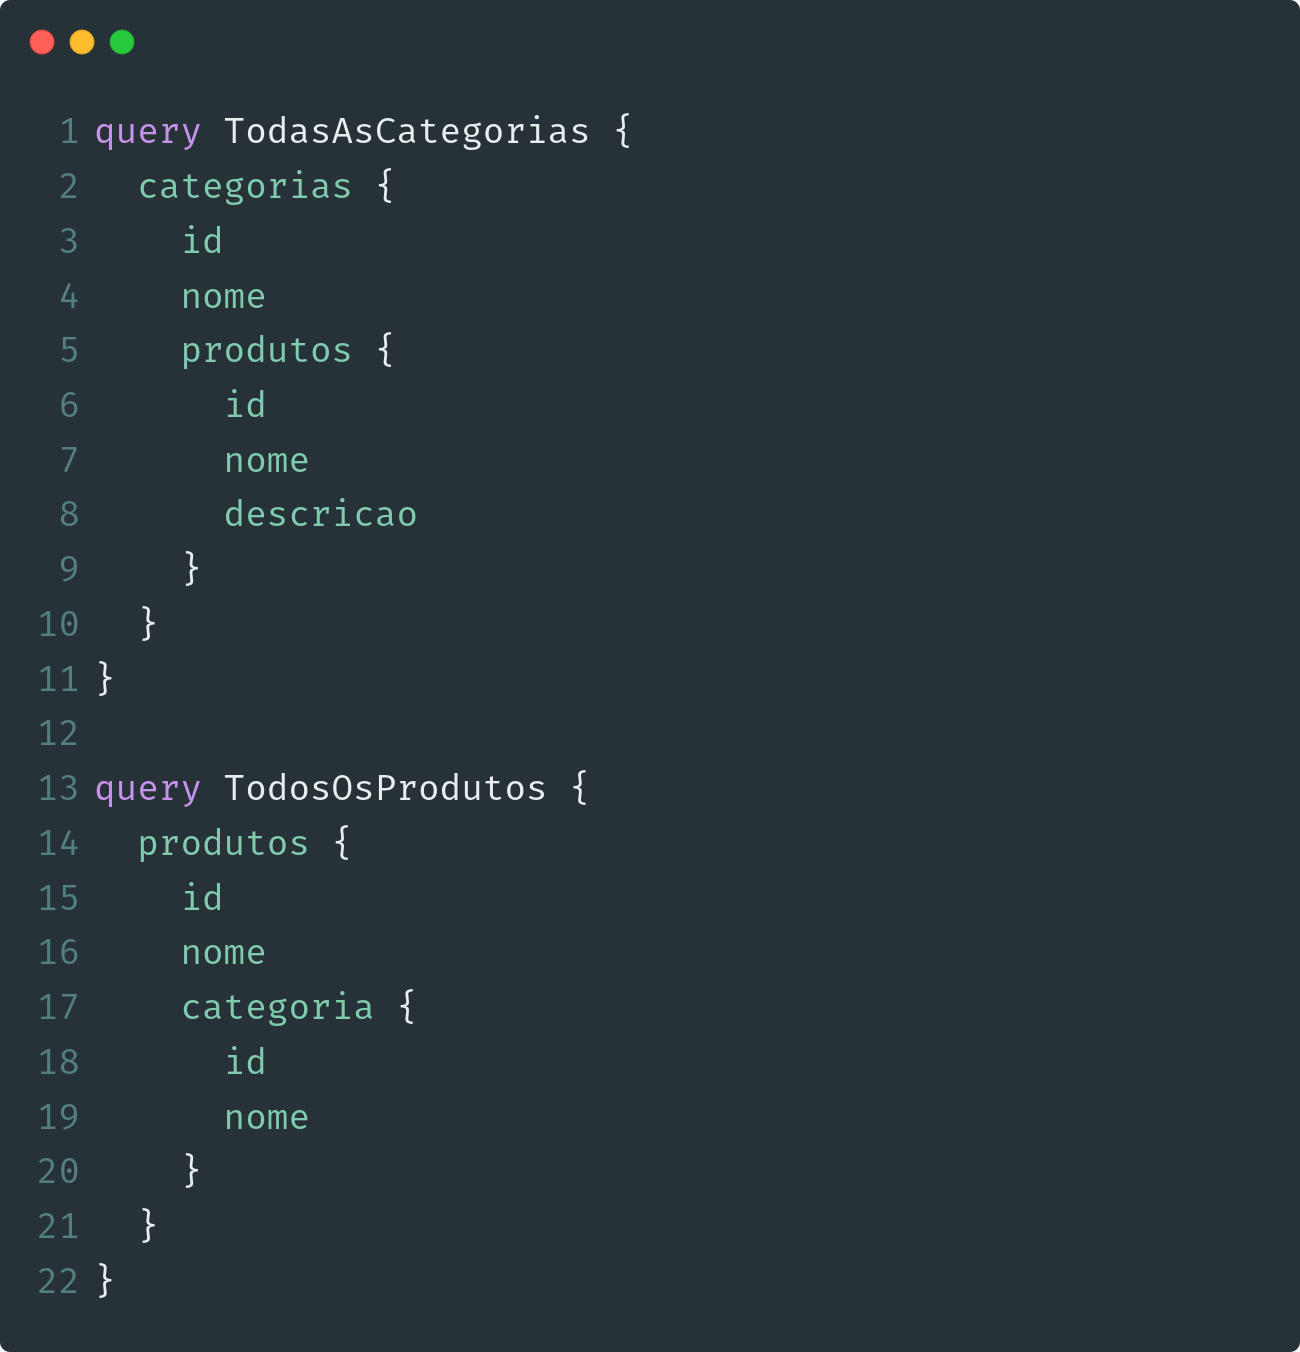 1 query TodasAsCategorias {
2   categorias {
3     id
4     nome
5     produtos {
6       id
7       nome
8       descricao
9     }
10   }
11 }
12
13 query TodosOsProdutos {
14   produtos {
15     id
16     nome
17     categoria {
18       id
19       nome
20     }
21   }
22 }